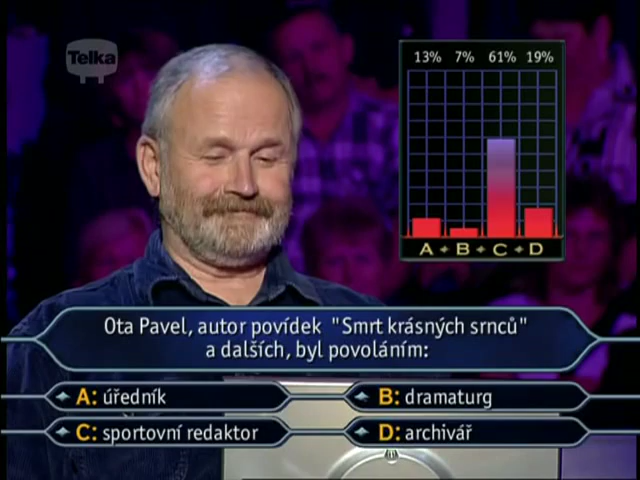 Telka
13% 7% 61% 19%
A B C D
Ota Pavel, autor povídek "Smrt krásných srnců"
a dalších, byl povoláním:
A: úředník
B: dramaturg
C: sportovní redaktor
D: archivář